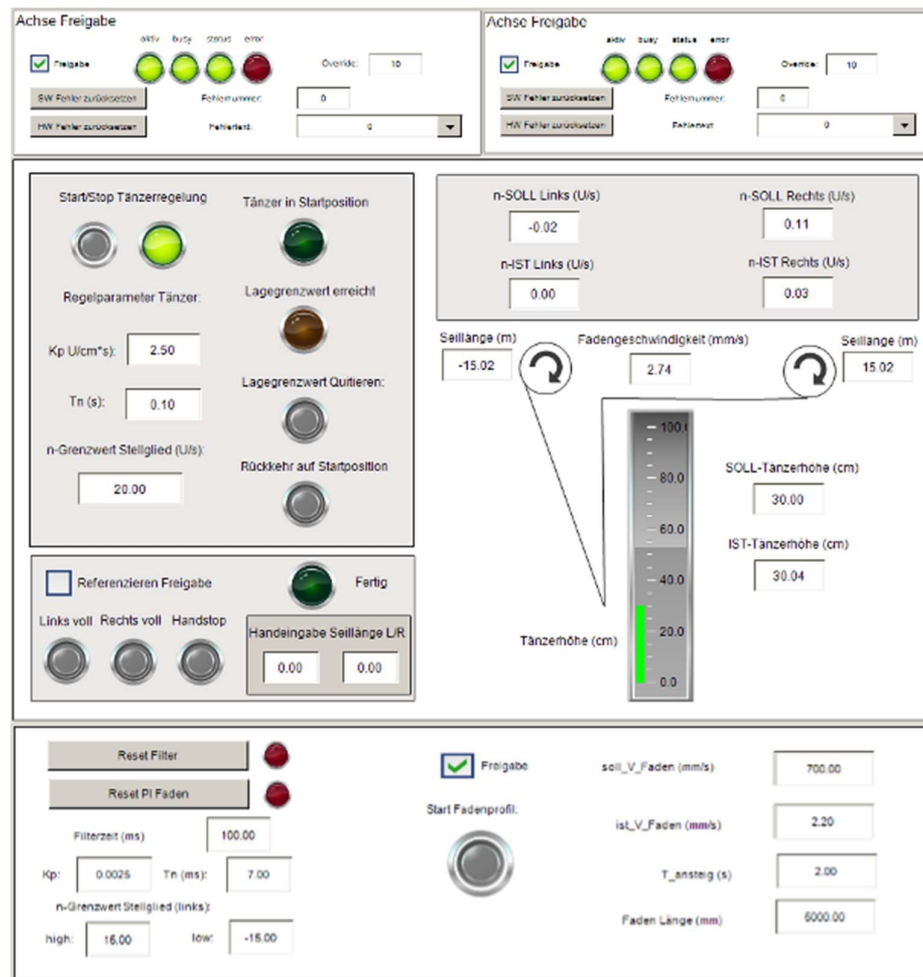 Achse Freigabe
aktiv busy status error
Freigabe
Override: 10
SW Fehler zurücksetzen
Fehlernummer: 0
HW Fehler zurücksetzen
Fehlertext: 0
Achse Freigabe
aktiv busy status error
Freigabe
Override: 10
SW Fehler zurücksetzen
Fehlernummer: 0
HW Fehler zurücksetzen
Fehlertext 0
Start/Stop Tänzerregelung
Tänzer in Startposition
Regelparameter Tänzer:
Lagegrenzwert erreicht
Kp U/cm*s): 2.50
Lagegrenzwert Quitieren:
Tn (s): 0.10
n-Grenzwert Stellglied (U/s):
Rückkehr auf Startposition
20.00
Referenzieren Freigabe
Fertig
Links voll Rechts voll Handstop
Handeingabe Seillänge L/R
0.00 0.00
n-SOLL Links (U/s) n-SOLL Rechts (U/s)
-0.02 0.11
n-IST Links (U/s) n-IST Rechts (U/s)
0.00 0.03
Seillänge (m) Fadengeschwindigkeit (mm/s) Seillänge (m)
-15.02 2.74 15.02
100.0
80.0
60.0
40.0
20.0
0.0
SOLL-Tänzerhöhe (cm)
30.00
IST-Tänzerhöhe (cm)
30.04
Tänzerhöhe (cm)
Reset Filter
Reset PI Faden
Filterzeit (ms) 100.00
Kp: 0.0025 Tn (ms): 7.00
n-Grenzwert Stellglied (links):
high: 15.00 low: -15.00
Freigabe
Start Fadenprofil:
soll_V_Faden (mm/s) 700.00
ist_V_Faden (mm/s) 2.20
T_ansteig (s) 2.00
Faden Länge (mm) 5000.00